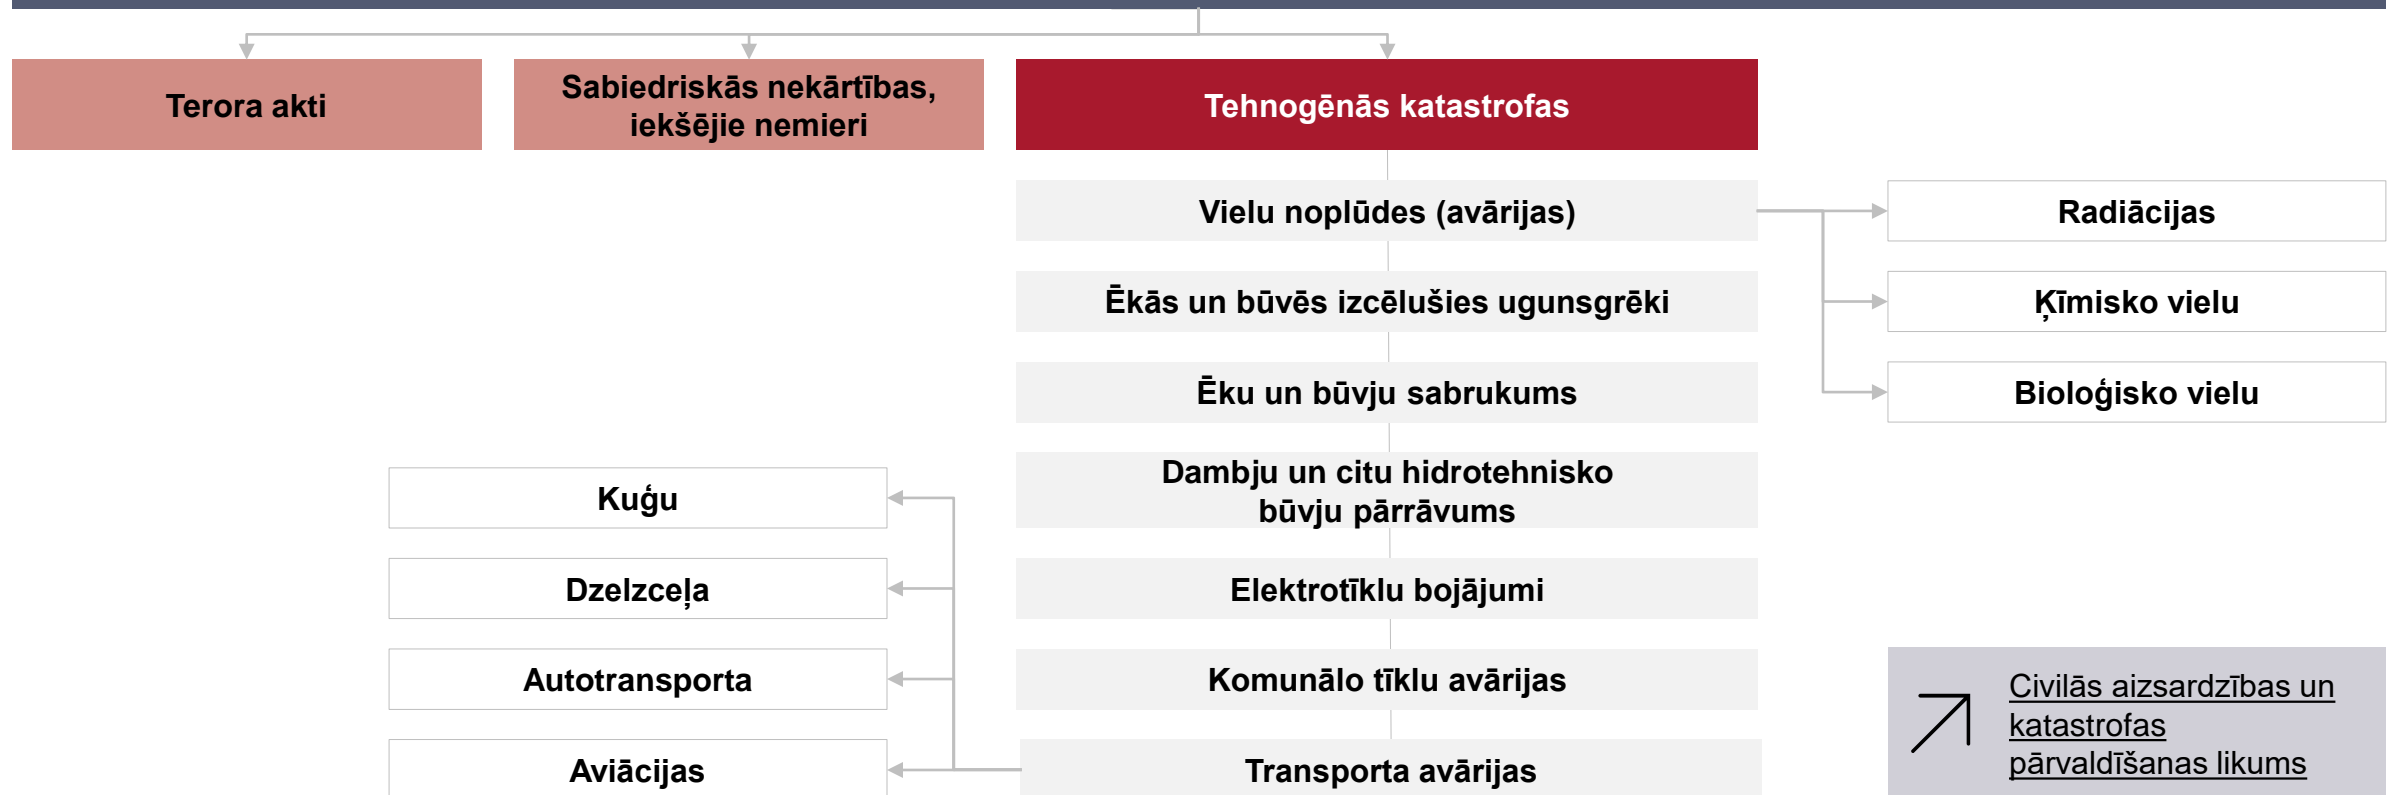 Terora akti
Sabiedriskās nekārtības,
iekšējie nemieri
Tehnogēnās katastrofas
Vielu noplūdes (avārijas)
Radiācijas
Ēkās un būvēs izcēlušies ugunsgrēki
Ķīmisko vielu
Ēku un būvju sabrukums
Bioloģisko vielu
Dambju un citu hidrotehnisko
būvju pārrāvums
Kuģu
Elektrotīklu bojājumi
Dzelzceļa
Komunālo tīklu avārijas
Autotransporta
Transporta avārijas
Aviācijas
Civilās aizsardzības un
katastrofas
pārvaldīšanas likums